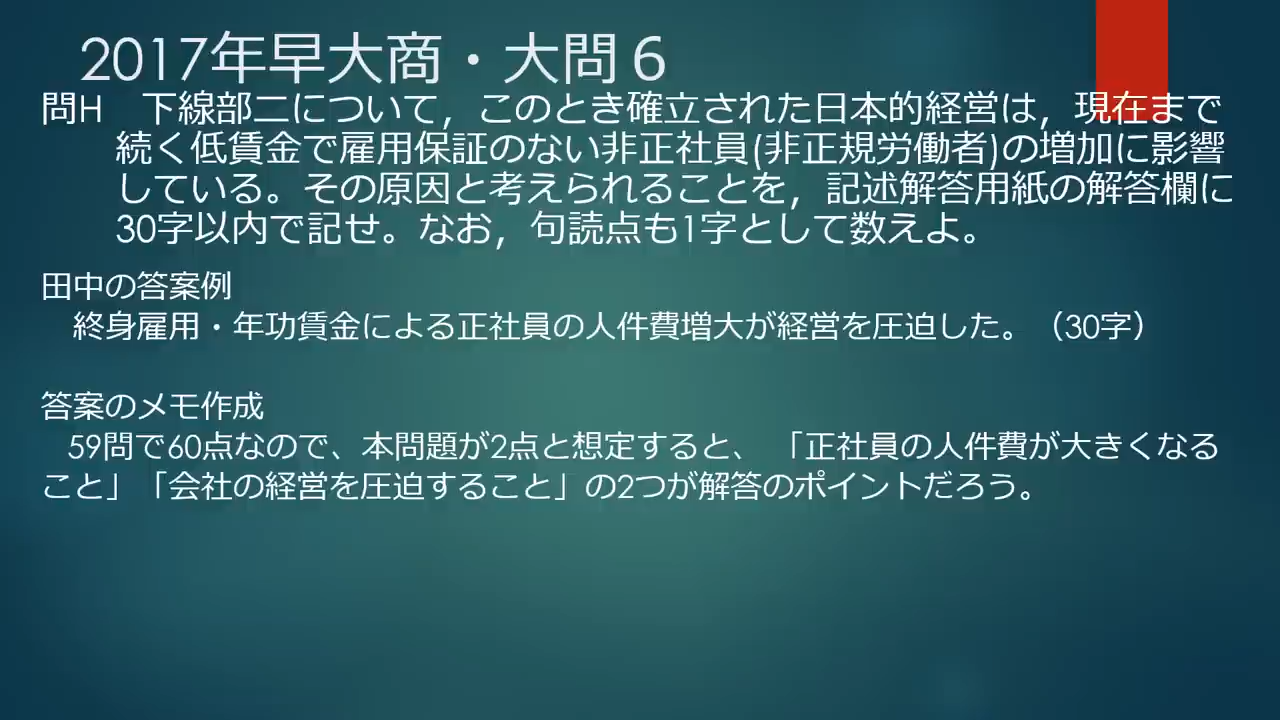 2017年早大商・大問６
問H　下線部二について，このとき確立された日本的経営は，現在まで
続く低賃金で雇用保証のない非正社員(非正規労働者)の増加に影響
している。その原因と考えられることを，記述解答用紙の解答欄に
30字以内で記せ。なお，句読点も1字として数えよ。
田中の答案例
終身雇用・年功賃金による正社員の人件費増大が経営を圧迫した。（30字）
答案のメモ作成
59問で60点なので、本問題が2点と想定すると、「正社員の人件費が大きくなる
こと」「会社の経営を圧迫すること」の2つが解答のポイントだろう。